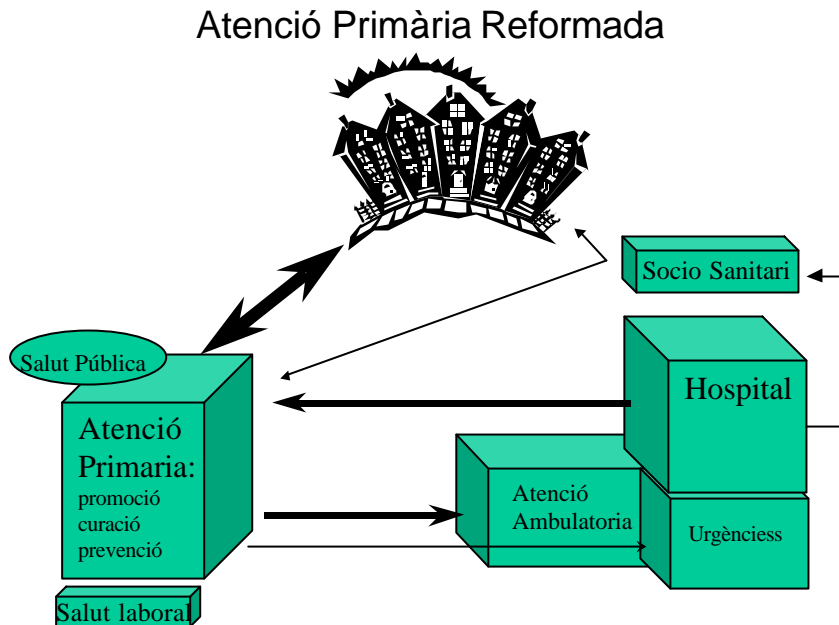 Atenció Primària Reformada
Socio Sanitari
Salut Pública
Hospital
Atenció
Primaria:
promoció
curació
prevenció
Atenció
Ambulatoria
Urgènciess
Salut laboral